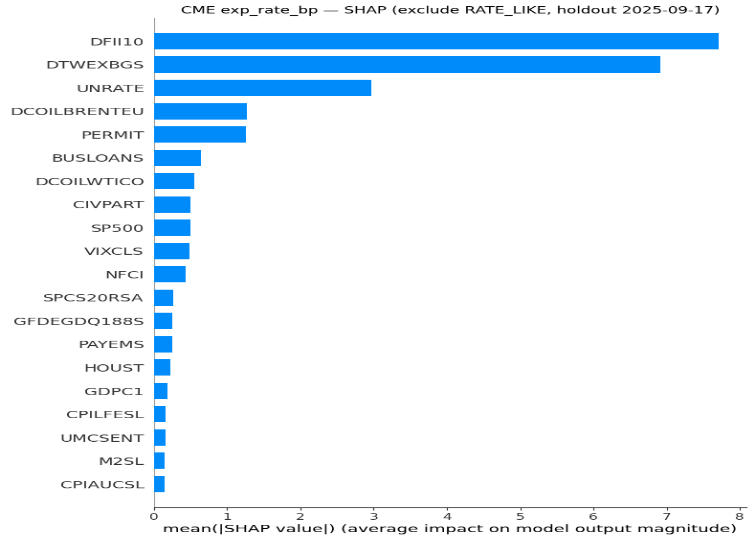 CME exp_rate_bp — SHAP (exclude RATE_LIKE, holdout 2025-09-17)
DFII10
DTWEXBGS
UNRATE
DCOILBRENTEU
PERMIT
BUSLOANS
DCOILWTICO
CIVPART
SP500
VIXCLS
NFCI
SPCS20RSA
GFDEGDQ188S
PAYEMS
HOUST
GDPC1
CPILFESL
UMCSENT
M2SL
CPIAUCSL
0 1 2 3 4 5 6 7 8
mean(|SHAP value|) (average impact on model output magnitude)